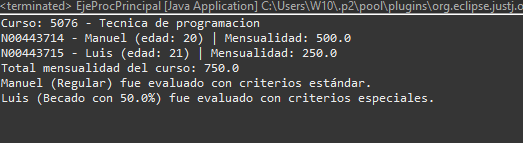 <terminated> EjeProcPrincipal [Java Application] C:\Users\W10\.p2\pool\plugins\org.eclipse.justj.o
Curso: 5076 - Tecnica de programacion
N00443714 - Manuel (edad: 20) | Mensualidad: 500.0
N00443715 - Luis (edad: 21) | Mensualidad: 250.0
Total mensualidad del curso: 750.0
Manuel (Regular) fue evaluado con criterios estándar.
Luis (Becado con 50.0%) fue evaluado con criterios especiales.